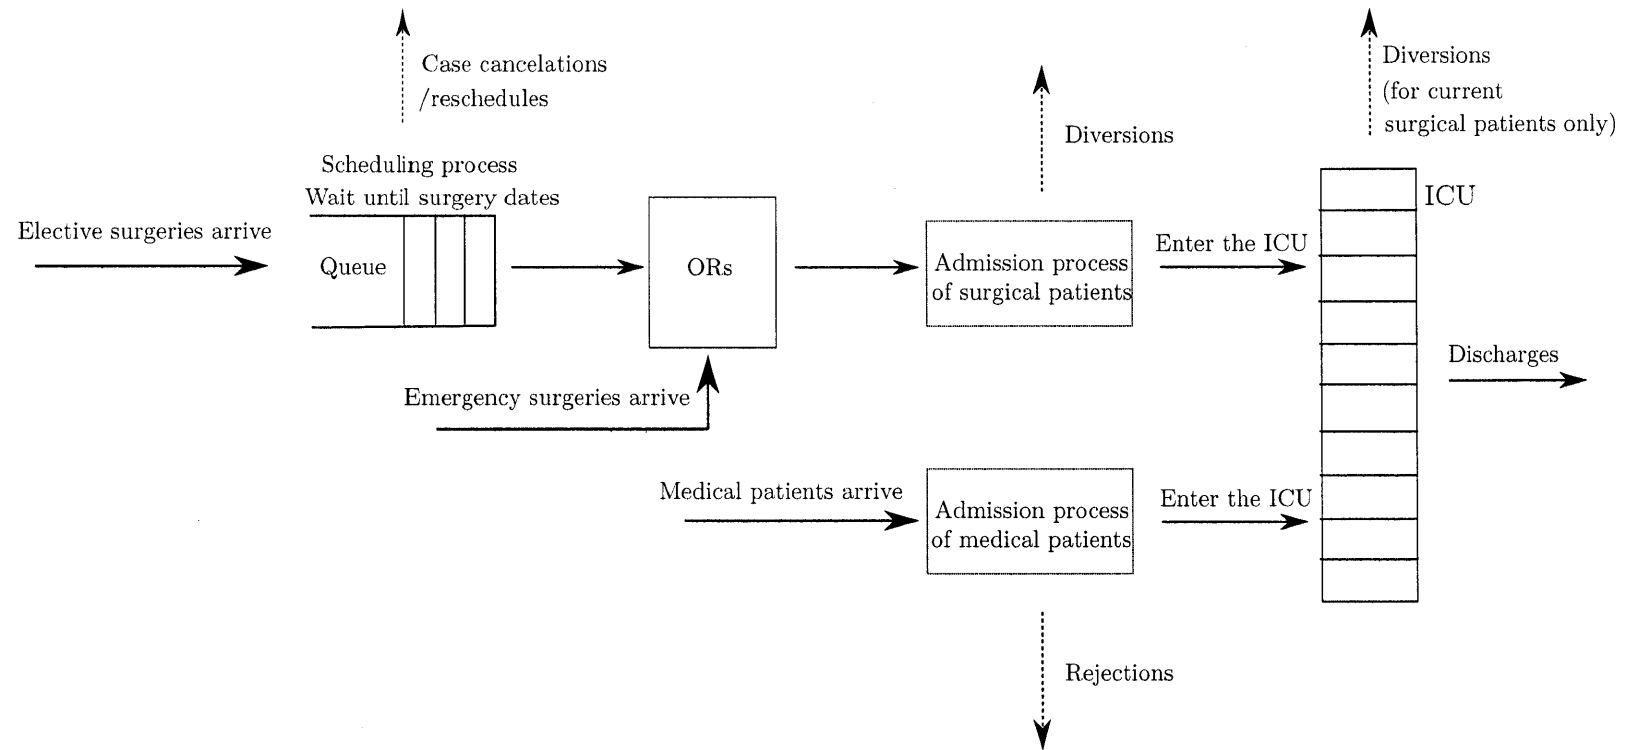 Case cancelations
/reschedules
Diversions
(for current
surgical patients only)
Diversions
Scheduling process
Wait until surgery dates
ICU
Elective surgeries arrive
Queue
ORs
Admission process
of surgical patients
Enter the ICU
Discharges
Emergency surgeries arrive
Medical patients arrive
Admission process
of medical patients
Enter the ICU
Rejections